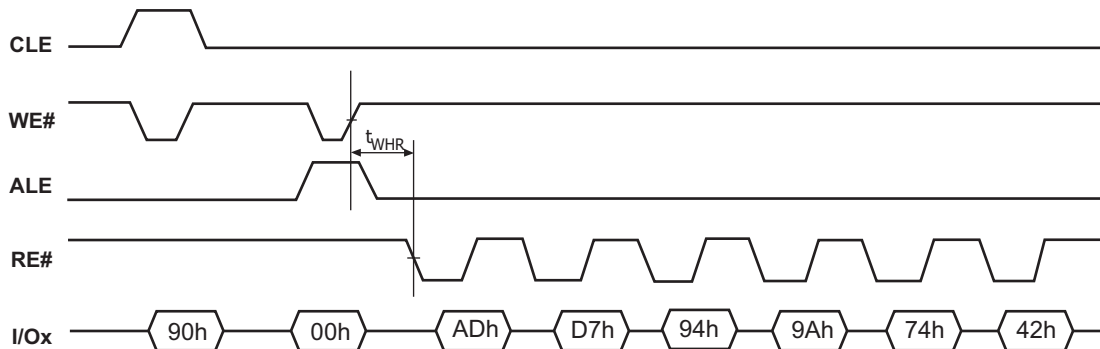 CLE
WE#
tWHR
ALE
RE#
I/Ox 90h 00h ADh D7h 94h 9Ah 74h 42h